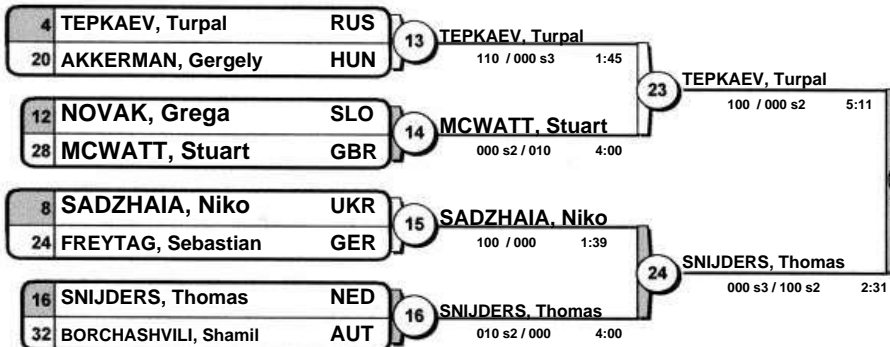 4 TEPKAEV, Turpal RUS
20 AKKERMAN, Gergely HUN
13
TEPKAEV, Turpal
110 / 000 s3 1:45
12 NOVAK, Grega SLO
28 MCWATT, Stuart GBR
14
MCWATT, Stuart
000 s2 / 010 4:00
23
TEPKAEV, Turpal
100 / 000 s2 5:11
8 SADZHAIA, Niko UKR
24 FREYTAG, Sebastian GER
15
SADZHAIA, Niko
100 / 000 1:39
16 SNIJDERS, Thomas NED
32 BORCHASHVILI, Shamil AUT
16
SNIJDERS, Thomas
010 s2 / 000 4:00
24
SNIJDERS, Thomas
000 s3 / 100 s2 2:31